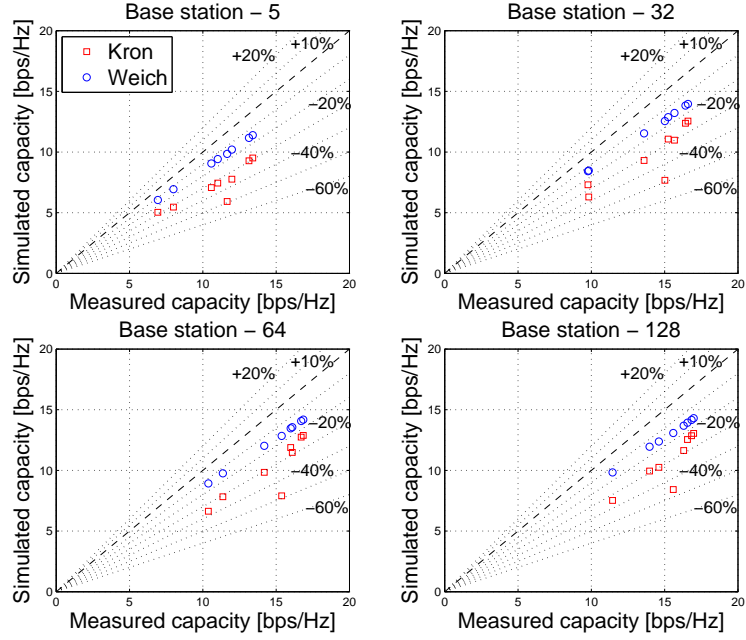 Base station − 5
Simulated capacity [bps/Hz]
20
15
10
5
0
Kron
Weich
+20%
+10%
−20%
−40%
−60%
0 5 10 15 20
Measured capacity [bps/Hz]
Base station − 32
Simulated capacity [bps/Hz]
20
15
10
5
0
+20%
+10%
−20%
−40%
−60%
0 5 10 15 20
Measured capacity [bps/Hz]
Base station − 64
Simulated capacity [bps/Hz]
20
15
10
5
0
+20%
+10%
−20%
−40%
−60%
0 5 10 15 20
Measured capacity [bps/Hz]
Base station − 128
Simulated capacity [bps/Hz]
20
15
10
5
0
+20%
+10%
−20%
−40%
−60%
0 5 10 15 20
Measured capacity [bps/Hz]